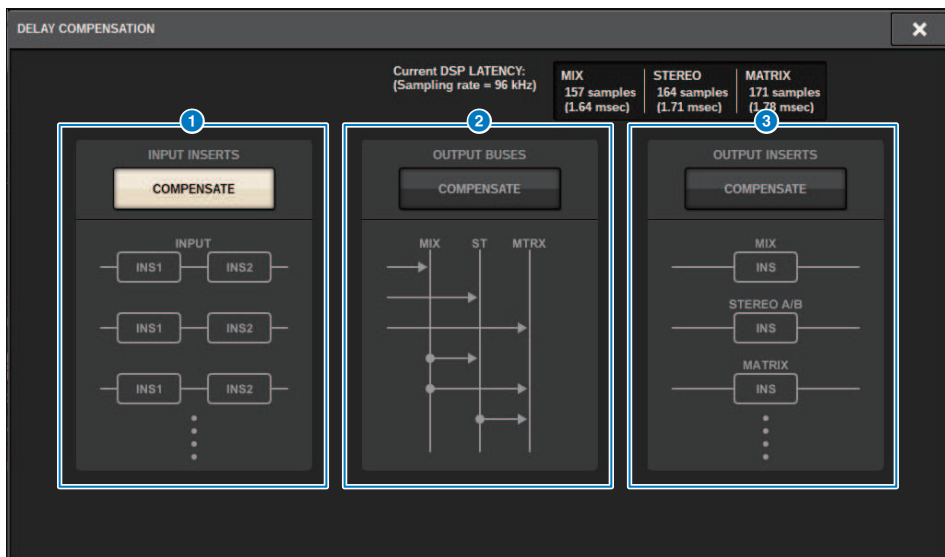 DELAY COMPENSATION
×
Current DSP LATENCY:
(Sampling rate = 96 kHz)
MIX
157 samples
(1.64 msec)
STEREO
164 samples
(1.71 msec)
MATRIX
171 samples
(1.78 msec)
1
INPUT INSERTS
COMPENSATE
INPUT
INS1 INS2
INS1 INS2
INS1 INS2
2
OUTPUT BUSES
COMPENSATE
MIX ST MTRX
3
OUTPUT INSERTS
COMPENSATE
MIX
INS
STEREO A/B
INS
MATRIX
INS